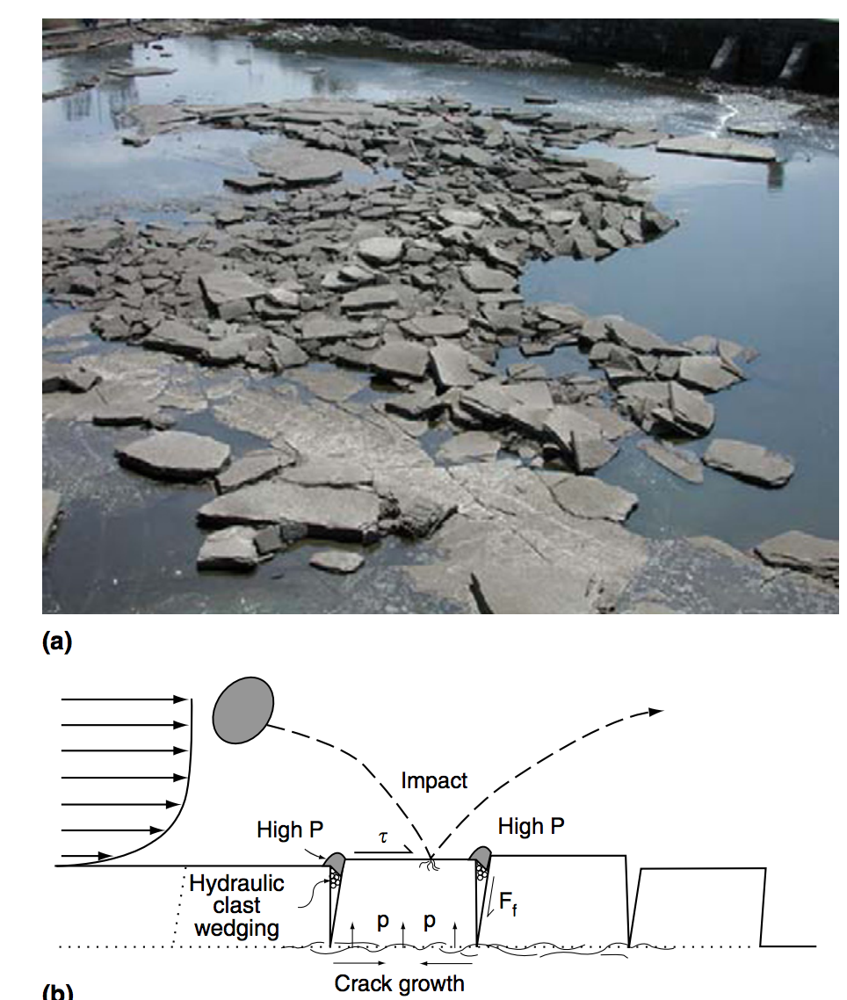 (a)
Impact
High P
τ
High P
Hydraulic
clast
wedging
F_f
p p
Crack growth
(b)